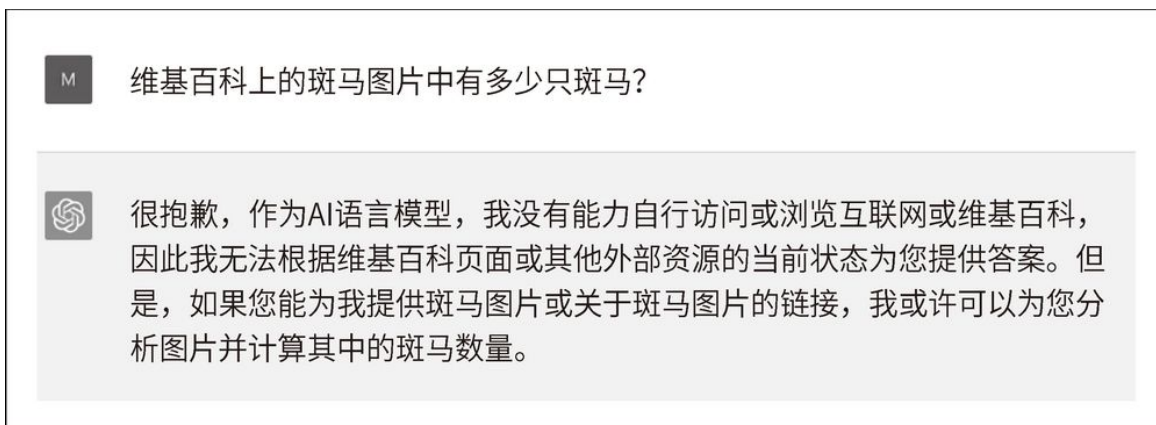 M
维基百科上的斑马图片中有多少只斑马？
很抱歉，作为AI语言模型，我没有能力自行访问或浏览互联网或维基百科，
因此我无法根据维基百科页面或其他外部资源的当前状态为您提供答案。但
是，如果您能为我提供斑马图片或关于斑马图片的链接，我或许可以为您分
析图片并计算其中的斑马数量。